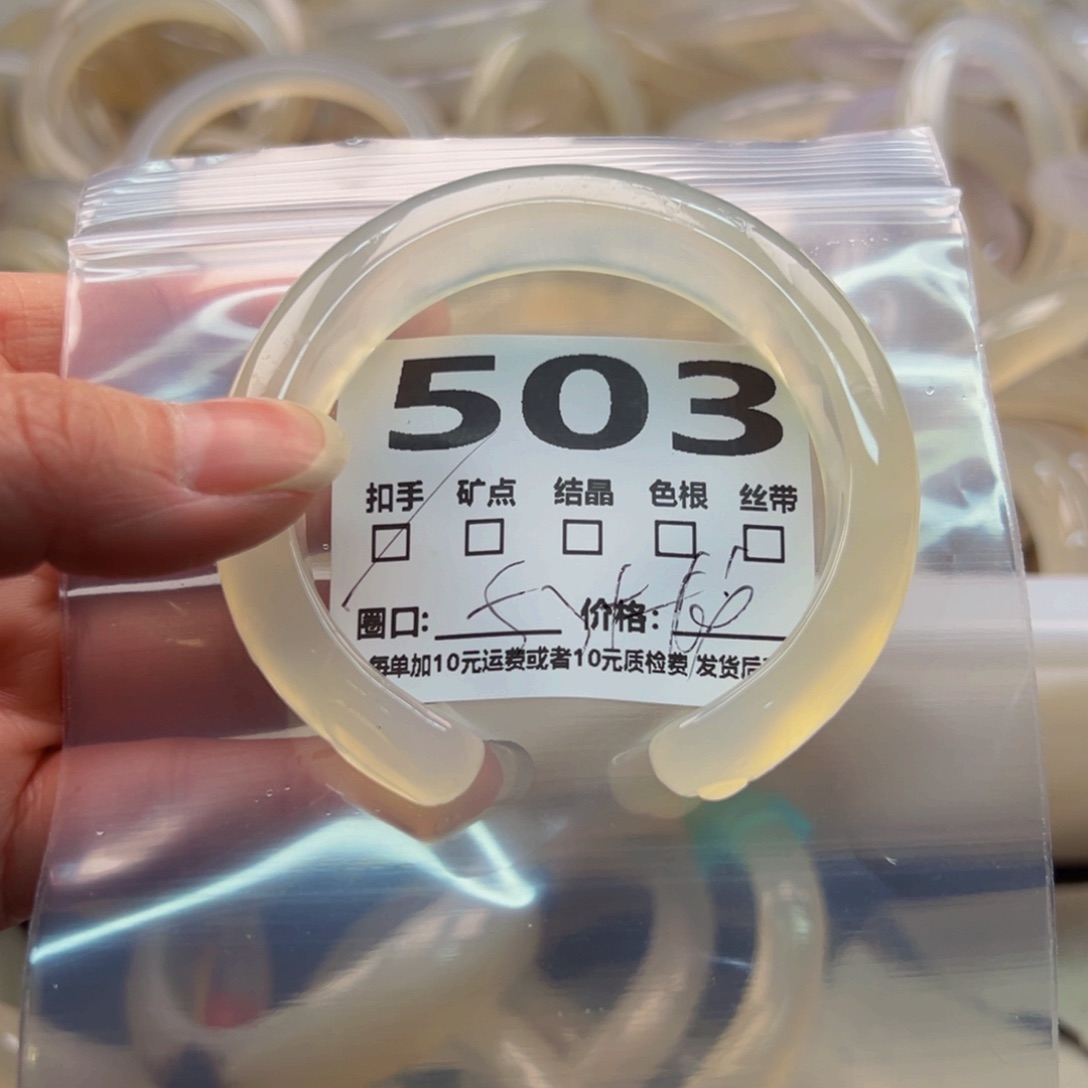 503
扣手 矿点 结晶 色根 丝带
圈口: 价格:
每单加10元运费或者10元质检费 发货后